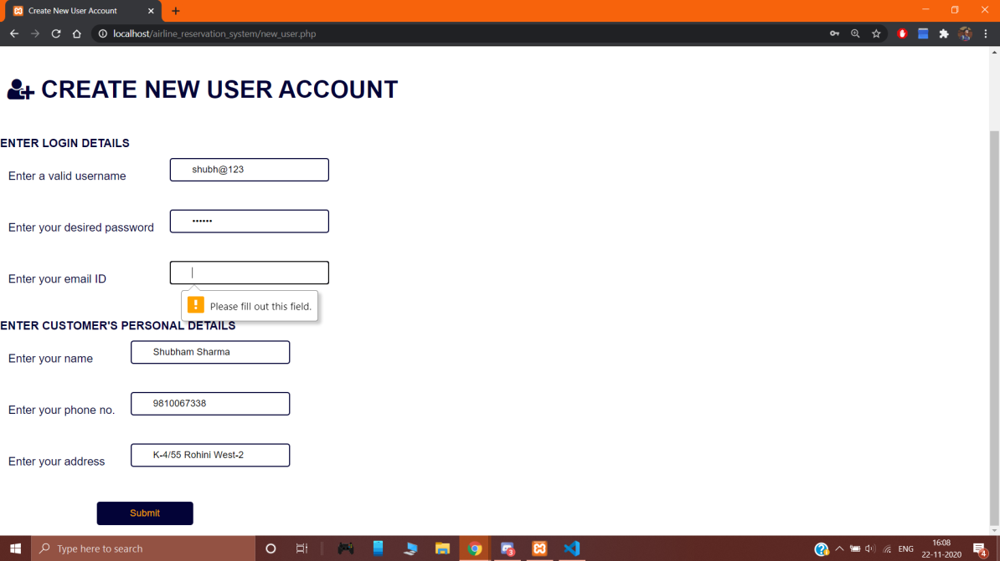 Create New User Account
localhost/airline_reservation_system/new_user.php
CREATE NEW USER ACCOUNT
ENTER LOGIN DETAILS
Enter a valid username
shubh@123
Enter your desired password
••••••
Enter your email ID
Please fill out this field.
ENTER CUSTOMER'S PERSONAL DETAILS
Enter your name
Shubham Sharma
Enter your phone no.
9810067338
Enter your address
K-4/55 Rohini West-2
Submit
Type here to search
3
ENG
16:08
22-11-2020
4